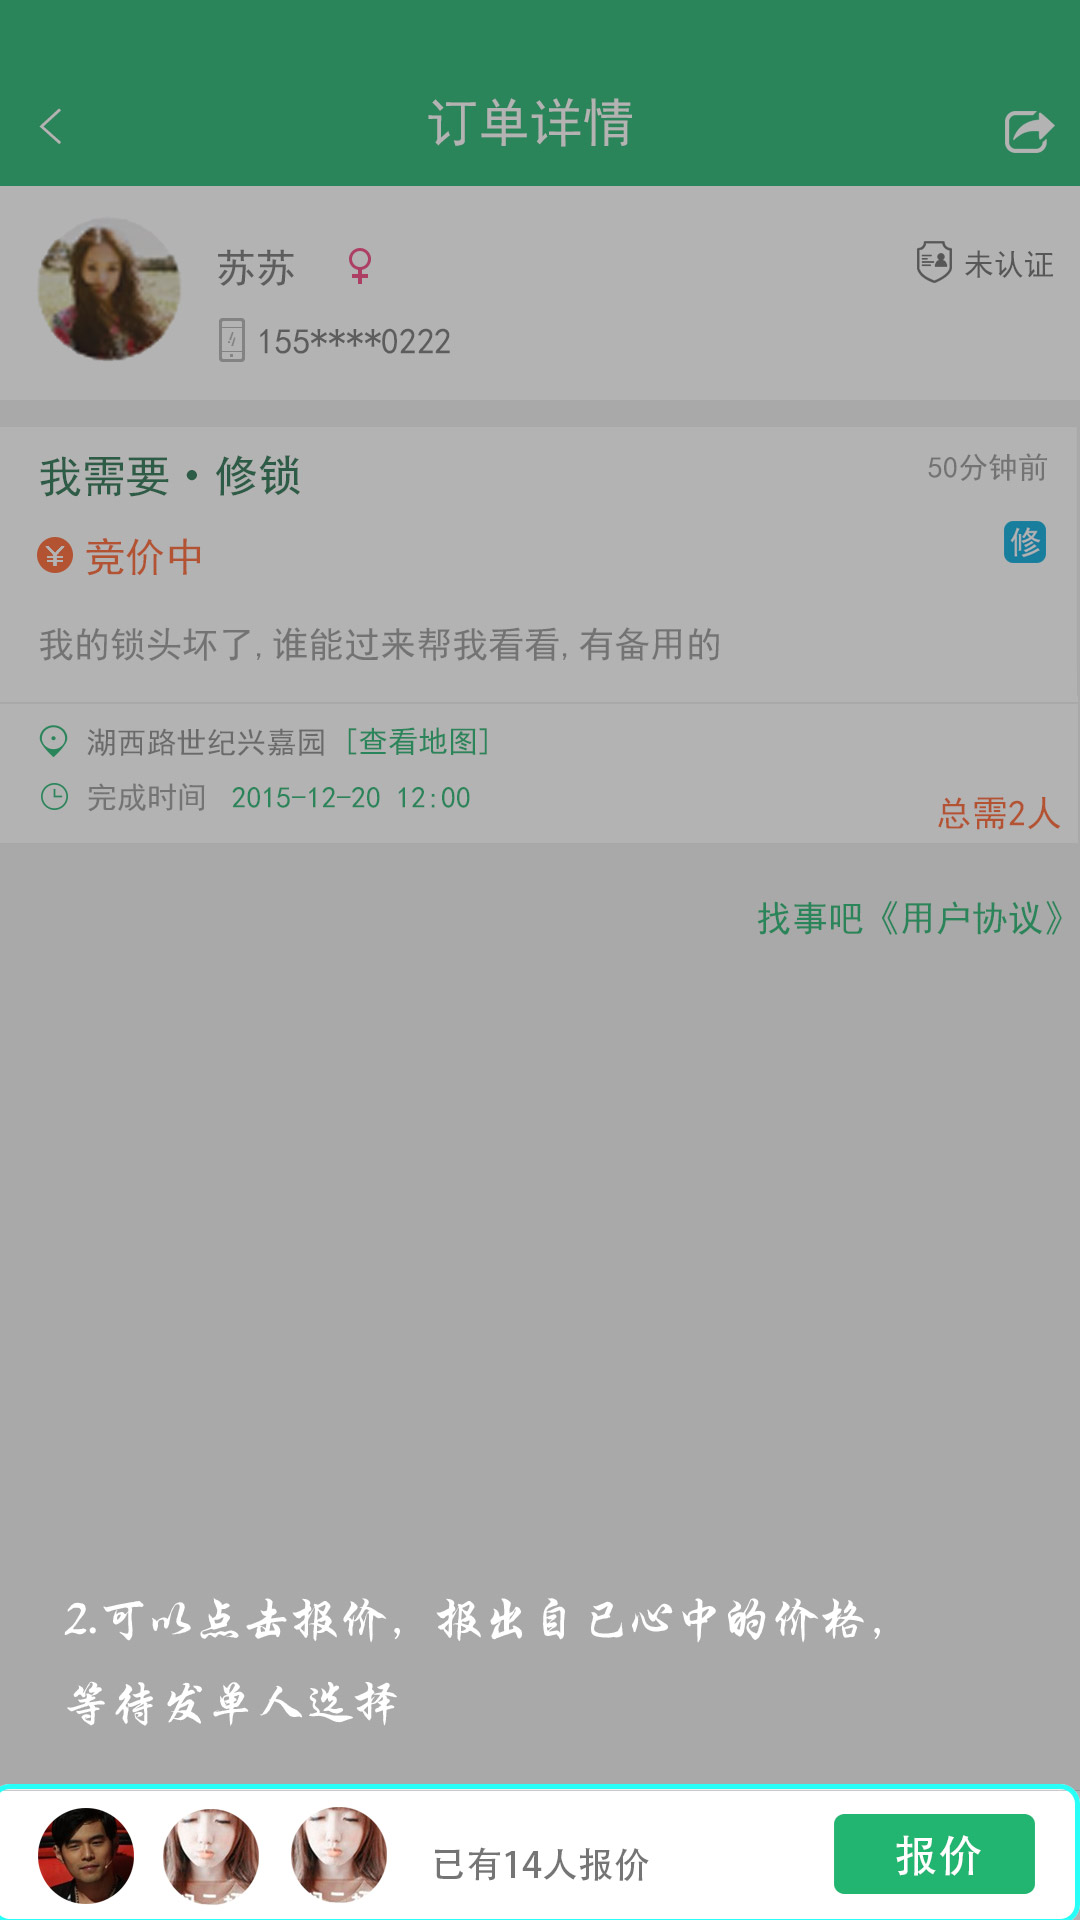 订单详情
苏苏
未认证
155****0222
我需要·修锁
50分钟前
¥ 竞价中
修
我的锁头坏了,谁能过来帮我看看,有备用的
湖西路世纪兴嘉园 [查看地图]
完成时间 2015-12-20 12:00
总需2人
找事吧《用户协议》
2.可以点击报价，报出自己心中的价格，
等待发单人选择
已有14人报价
报价